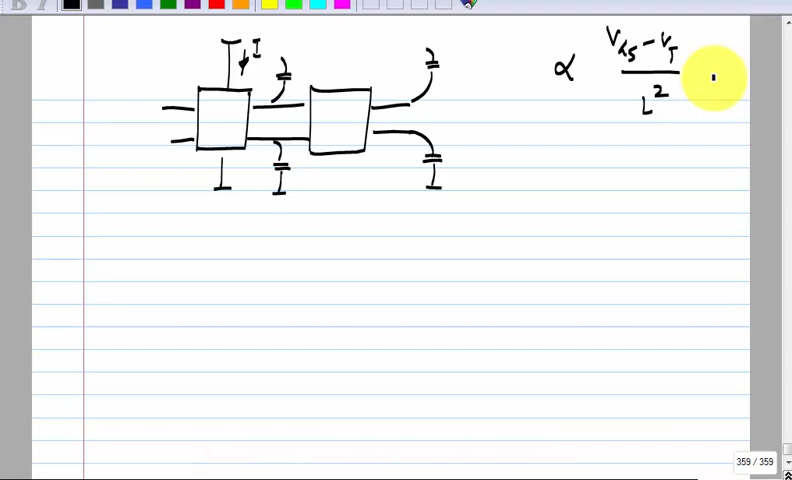 I
∝ V_GS - V_T
L²
359 / 359